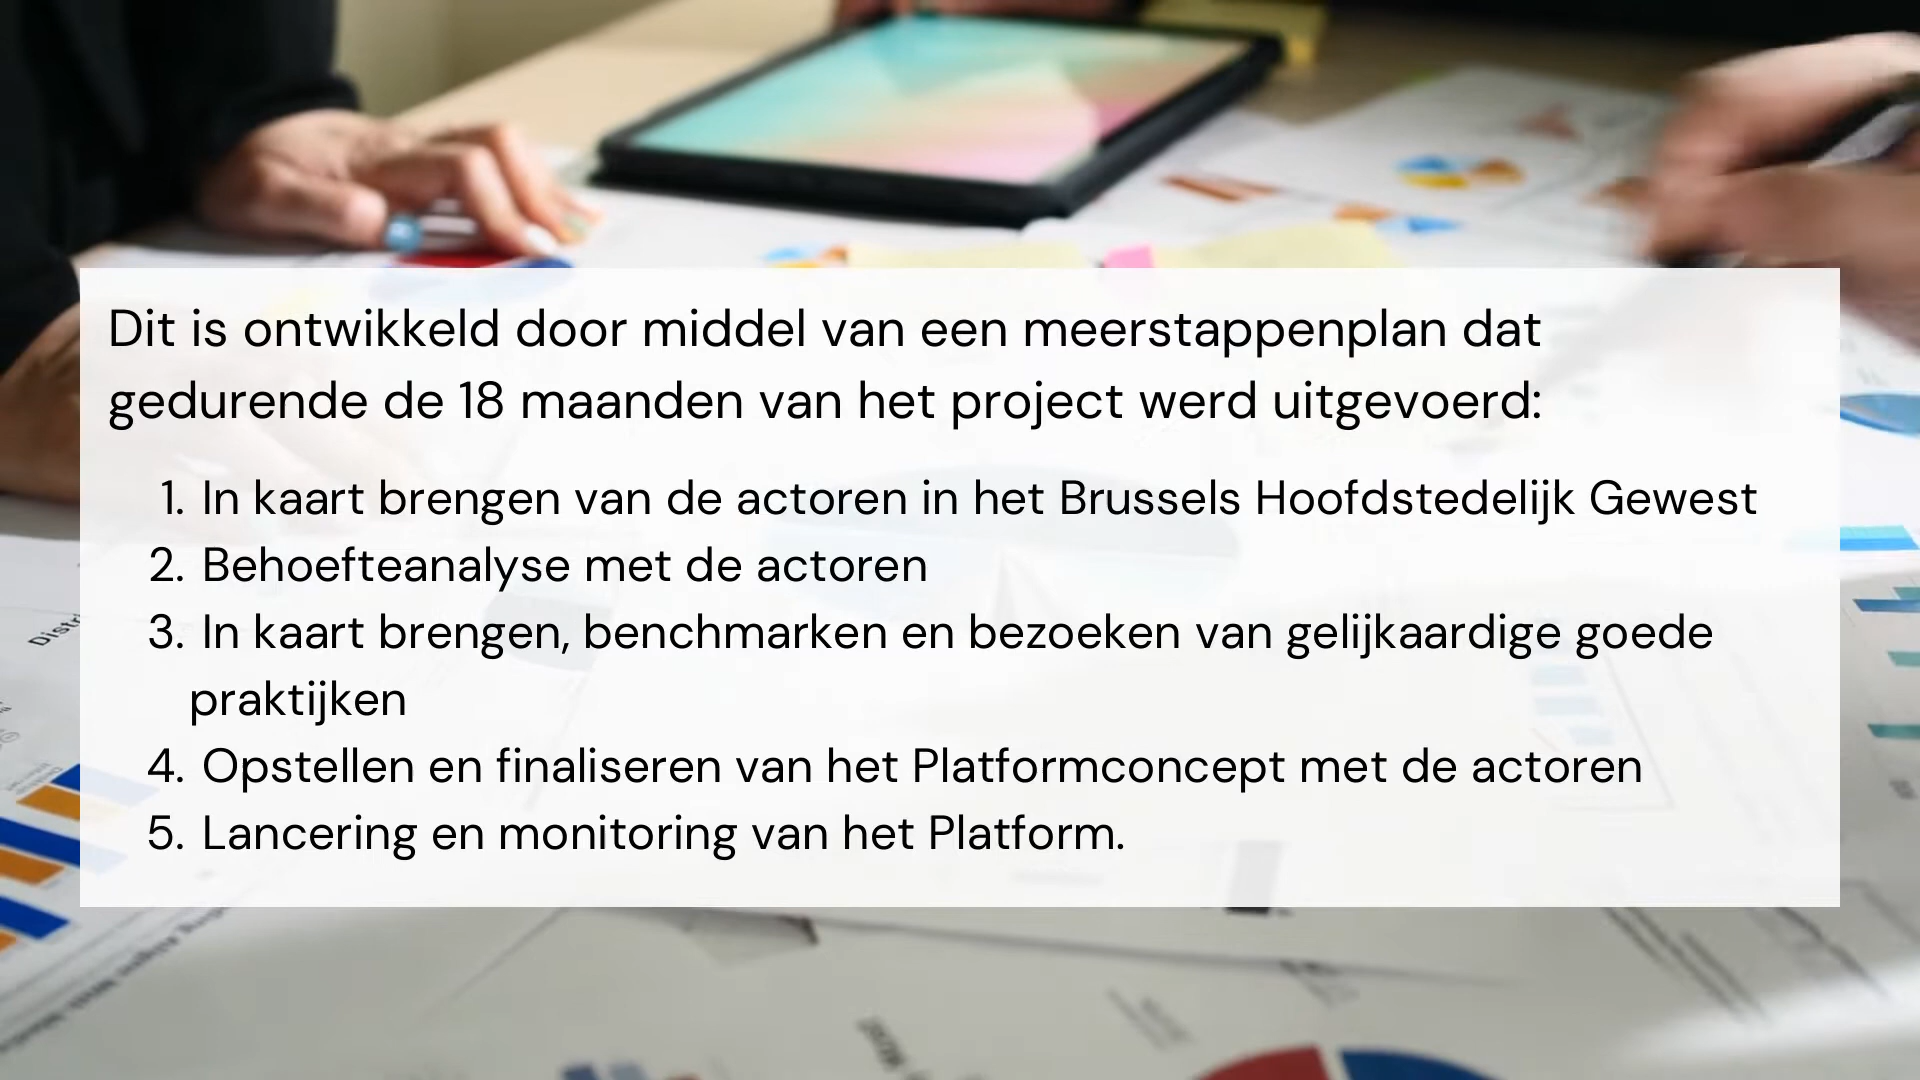 Dit is ontwikkeld door middel van een meerstappenplan dat
gedurende de 18 maanden van het project werd uitgevoerd:
1. In kaart brengen van de actoren in het Brussels Hoofdstedelijk Gewest
2. Behoefteanalyse met de actoren
3. In kaart brengen, benchmarken en bezoeken van gelijkaardige goede
praktijken
4. Opstellen en finaliseren van het Platformconcept met de actoren
5. Lancering en monitoring van het Platform.